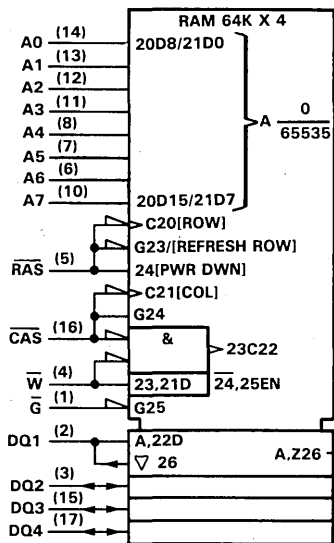 RAM 64K X 4
A0 (14) 20D8/21D0
A1 (13)
A2 (12)
A3 (11)
A4 (8)
A5 (7)
A6 (6)
A7 (10) 20D15/21D7
A 0
65535
C20[ROW]
G23/[REFRESH ROW]
RAS (5) 24[PWR DWN]
C21[COL]
G24
CAS (16) & 23C22
W (4) 23,21D 24,25EN
G (1) G25
DQ1 (2) A,22D
26 A,Z26
DQ2 (3)
DQ3 (15)
DQ4 (17)